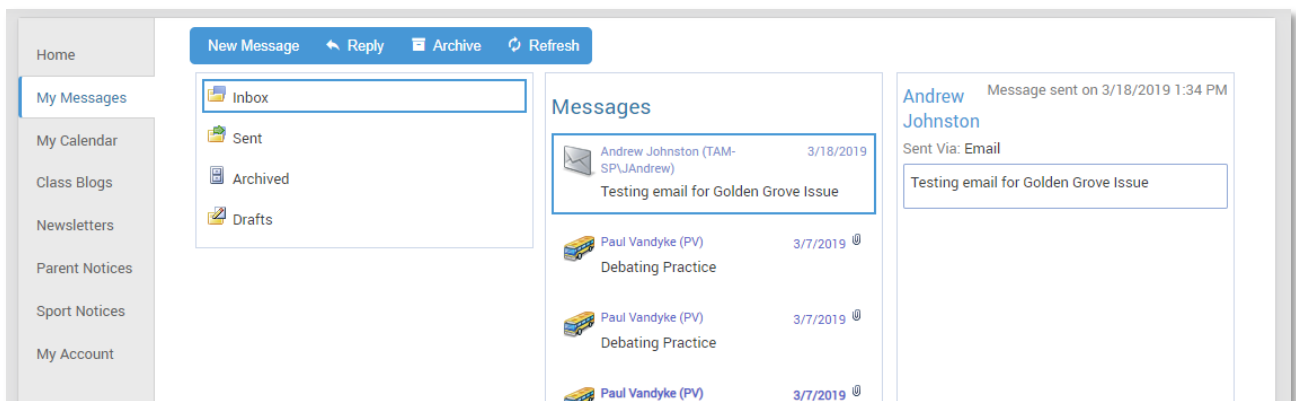 Home
My Messages
My Calendar
Class Blogs
Newsletters
Parent Notices
Sport Notices
My Account
New Message Reply Archive Refresh
Inbox
Sent
Archived
Drafts
Messages
Andrew Johnston (TAM- 3/18/2019
SP\JAndrew)
Testing email for Golden Grove Issue
Paul Vandyke (PV) 3/7/2019
Debating Practice
Paul Vandyke (PV) 3/7/2019
Debating Practice
Paul Vandyke (PV) 3/7/2019
Andrew Message sent on 3/18/2019 1:34 PM
Johnston
Sent Via: Email
Testing email for Golden Grove Issue